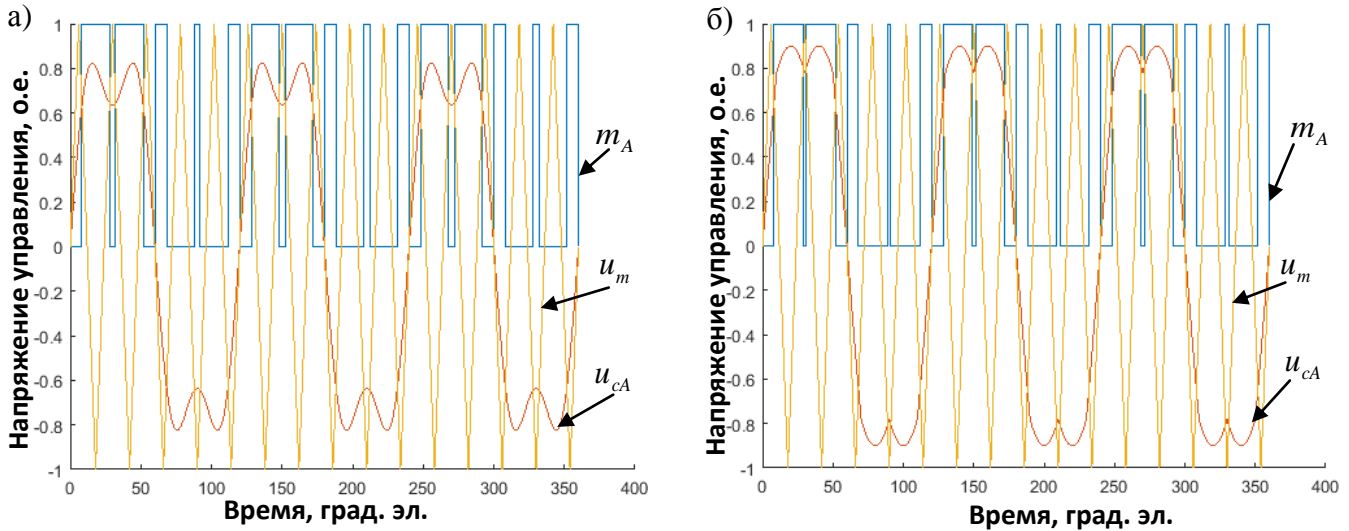 а)
Напряжение управления, о.е.
1
0.8
0.6
0.4
0.2
0
-0.2
-0.4
-0.6
-0.8
-1
0 50 100 150 200 250 300 350 400
Время, град. эл.
m_A
u_m
u_cA
б)
Напряжение управления, о.е.
1
0.8
0.6
0.4
0.2
0
-0.2
-0.4
-0.6
-0.8
-1
0 50 100 150 200 250 300 350 400
Время, град. эл.
m_A
u_m
u_cA